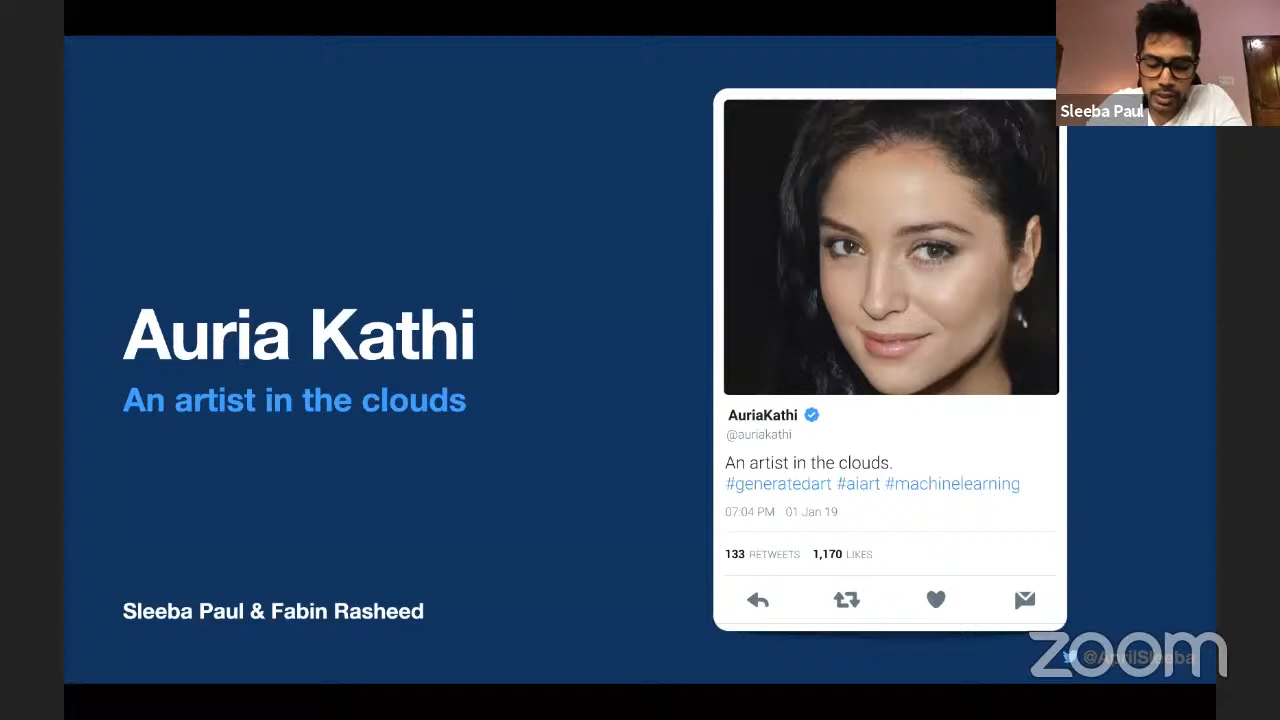 Sleeba Paul
Auria Kathi
An artist in the clouds
AuriaKathi
@auriakathi
An artist in the clouds.
#generatedart #aiart #machinelearning
07:04 PM 01 Jan 19
133 RETWEETS 1,170 LIKES
Sleeba Paul & Fabin Rasheed
@AprilSleeba
zoom